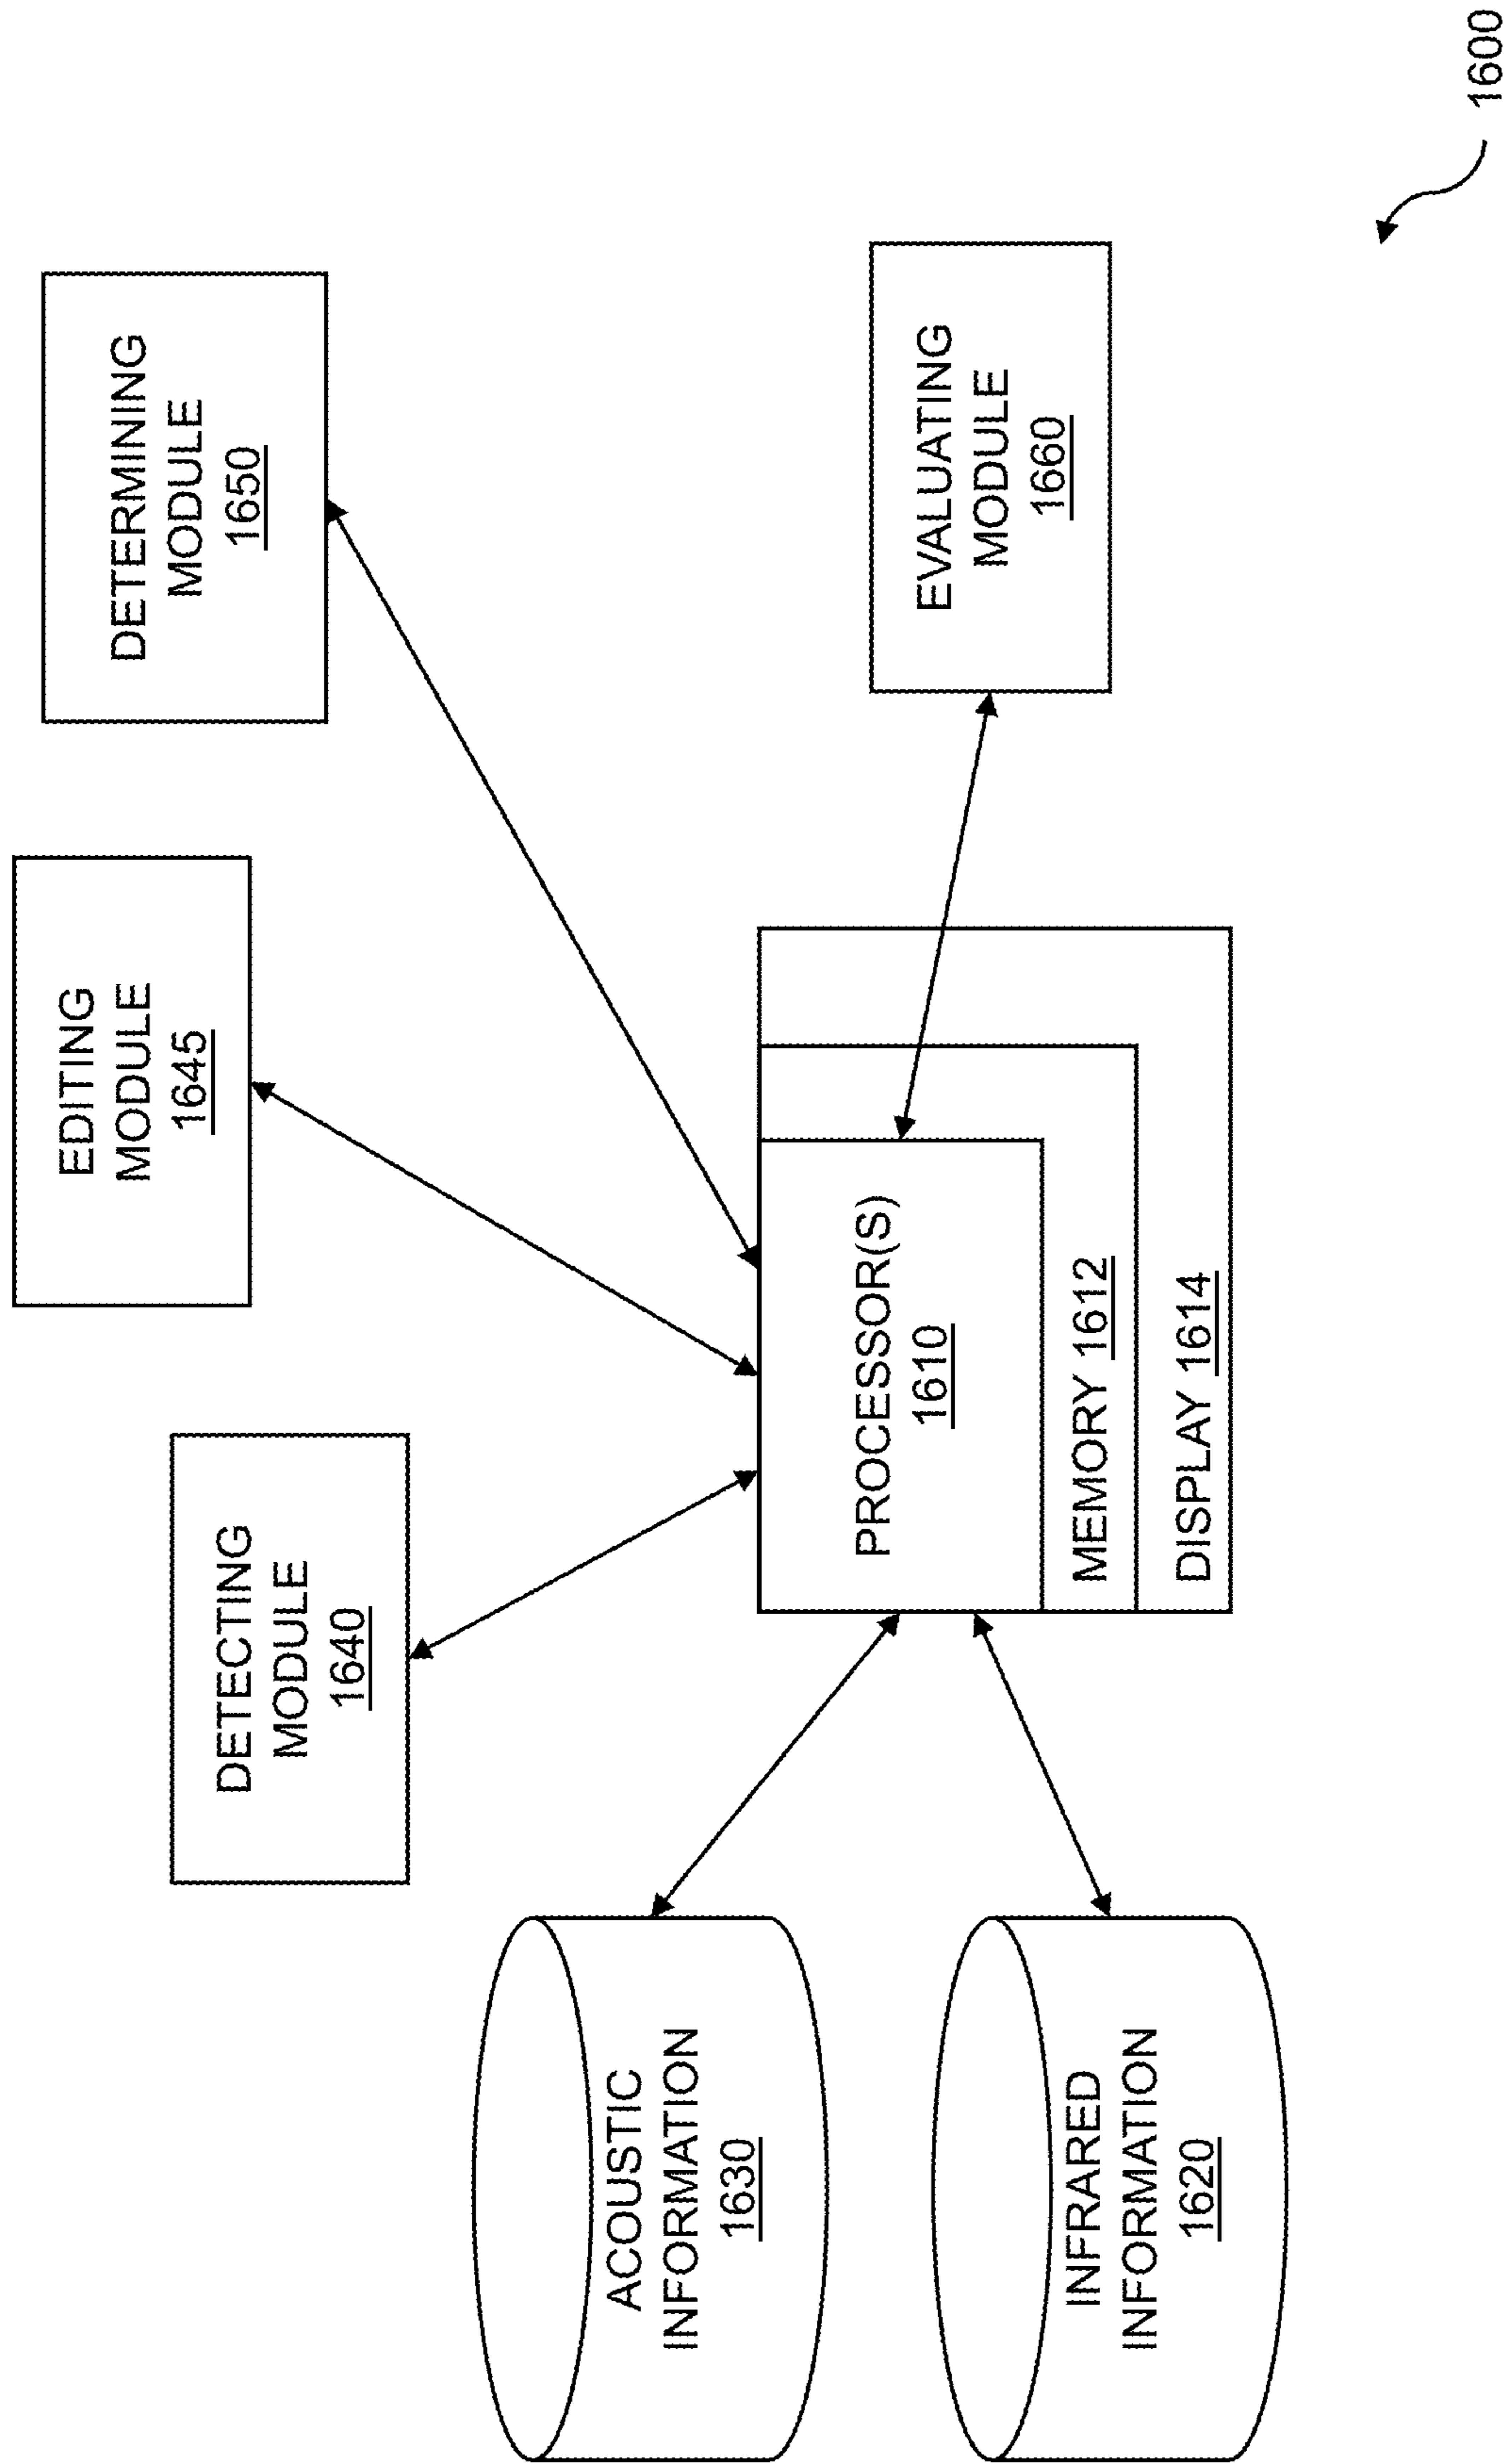 EDITING
MODULE
1645
DETERMINING
MODULE
1650
DETECTING
MODULE
1640
ACOUSTIC
INFORMATION
1630
PROCESSOR(S)
1610
MEMORY 1612
DISPLAY 1614
EVALUATING
MODULE
1660
INFRARED
INFORMATION
1620
1600